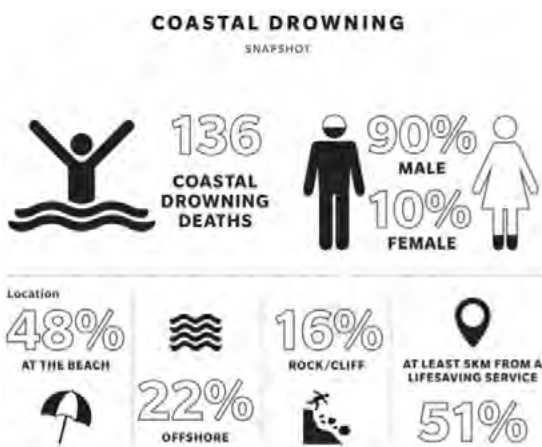 COASTAL DROWNING
SNAPSHOT
136
COASTAL
DROWNING
DEATHS
90%
MALE
10%
FEMALE
Location
48%
AT THE BEACH
22%
OFFSHORE
16%
ROCK/CLIFF
AT LEAST 5KM FROM A
LIFESAVING SERVICE
51%